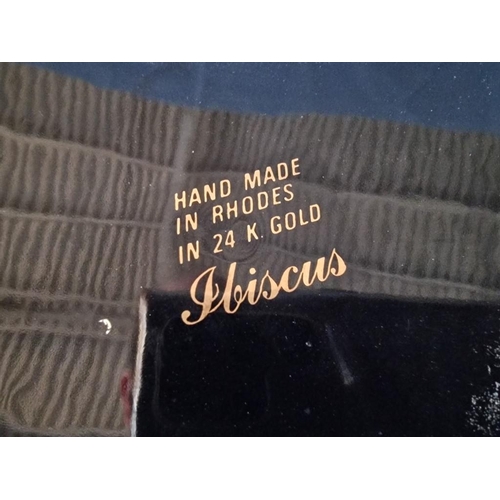 HAND MADE
IN RHODES
IN 24 K. GOLD
Ibiscus